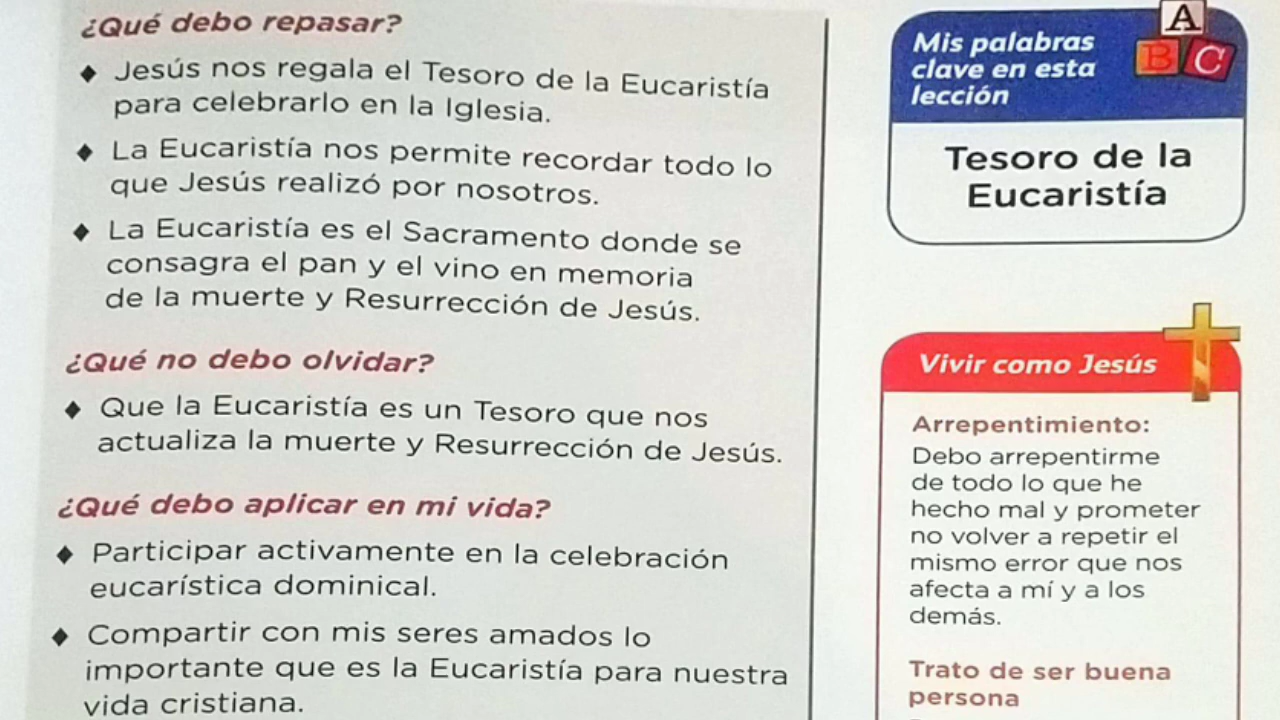 ¿Qué debo repasar?
◆ Jesús nos regala el Tesoro de la Eucaristía
para celebrarlo en la Iglesia.
◆ La Eucaristía nos permite recordar todo lo
que Jesús realizó por nosotros.
◆ La Eucaristía es el Sacramento donde se
consagra el pan y el vino en memoria
de la muerte y Resurrección de Jesús.
¿Qué no debo olvidar?
◆ Que la Eucaristía es un Tesoro que nos
actualiza la muerte y Resurrección de Jesús.
¿Qué debo aplicar en mi vida?
◆ Participar activamente en la celebración
eucarística dominical.
◆ Compartir con mis seres amados lo
importante que es la Eucaristía para nuestra
vida cristiana.
A
B C
Mis palabras
clave en esta
lección
Tesoro de la
Eucaristía
Vivir como Jesús
Arrepentimiento:
Debo arrepentirme
de todo lo que he
hecho mal y prometer
no volver a repetir el
mismo error que nos
afecta a mí y a los
demás.
Trato de ser buena
persona